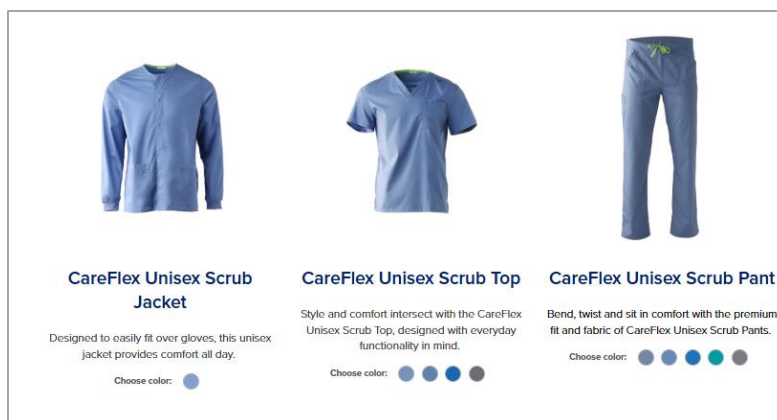 CareFlex Unisex Scrub
Jacket
Designed to easily fit over gloves, this unisex
jacket provides comfort all day.
Choose color:
CareFlex Unisex Scrub Top
Style and comfort intersect with the CareFlex
Unisex Scrub Top, designed with everyday
functionality in mind.
Choose color:
CareFlex Unisex Scrub Pant
Bend, twist and sit in comfort with the premium
fit and fabric of CareFlex Unisex Scrub Pants.
Choose color: